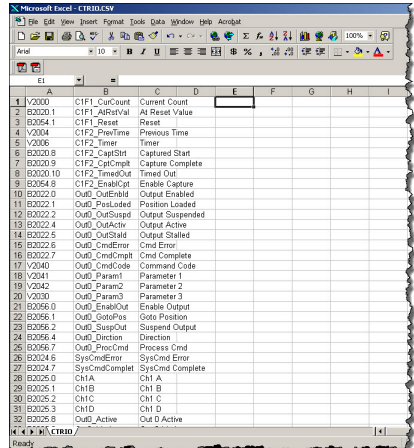 Microsoft Excel - CTRIO.CSV
File Edit View Insert Format Tools Data Window Help Acrobat
100%
Arial 10 B I U $ %
E1 =
A B C D E F G H I
1 V2000 C1F1_CurCount Current Count
2 B2020.1 C1F1_AtRstVal At Reset Value
3 B2054.1 C1F1_Reset Reset
4 V2004 C1F2_PrevTime Previous Time
5 V2006 C1F2_Timer Timer
6 B2020.8 C1F2_CaptStrt Captured Start
7 B2020.9 C1F2_CptCmplt Capture Complete
8 B2020.10 C1F2_TimedOut Timed Out
9 B2054.8 C1F2_EnablCpt Enable Capture
10 B2022.0 Out0_OutEnbld Output Enabled
11 B2022.1 Out0_PosLoded Position Loaded
12 B2022.2 Out0_OutSuspd Output Suspended
13 B2022.4 Out0_OutActiv Output Active
14 B2022.5 Out0_OutStald Output Stalled
15 B2022.6 Out0_CmdError Cmd Error
16 B2022.7 Out0_CmdCmplt Cmd Complete
17 V2040 Out0_CmdCode Command Code
18 V2041 Out0_Param1 Parameter 1
19 V2042 Out0_Param2 Parameter 2
20 V2030 Out0_Param3 Parameter 3
21 B2056.0 Out0_EnablOut Enable Output
22 B2056.1 Out0_GotoPos Goto Position
23 B2056.2 Out0_SuspOut Suspend Output
24 B2056.4 Out0_Dirction Direction
25 B2056.7 Out0_ProcCmd Process Cmd
26 B2024.6 SysCmdError SysCmd Error
27 B2024.7 SysCmdComplet SysCmd Complete
28 B2025.0 Ch1A Ch1 A
29 B2025.1 Ch1B Ch1 B
30 B2025.2 Ch1C Ch1 C
31 B2025.3 Ch1D Ch1 D
32 B2025.8 Out0_Active Out 0 Active
CTRIO
Ready